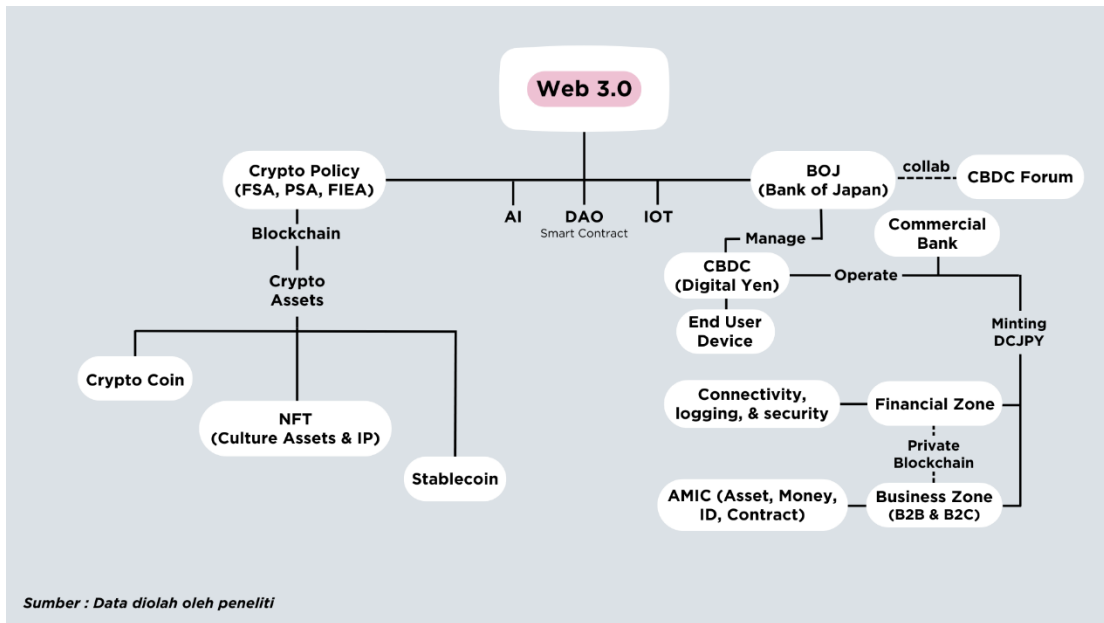 Web 3.0
Crypto Policy
(FSA, PSA, FIEA)
BOJ
(Bank of Japan)
collab
CBDC Forum
AI
DAO
Smart Contract
IOT
Blockchain
Manage
Commercial
Bank
Crypto
Assets
CBDC
(Digital Yen)
Operate
End User
Device
Minting
DCJPY
Crypto Coin
NFT
(Culture Assets & IP)
Stablecoin
Connectivity,
logging, & security
Financial Zone
Private
Blockchain
AMIC (Asset, Money,
ID, Contract)
Business Zone
(B2B & B2C)
Sumber : Data diolah oleh peneliti